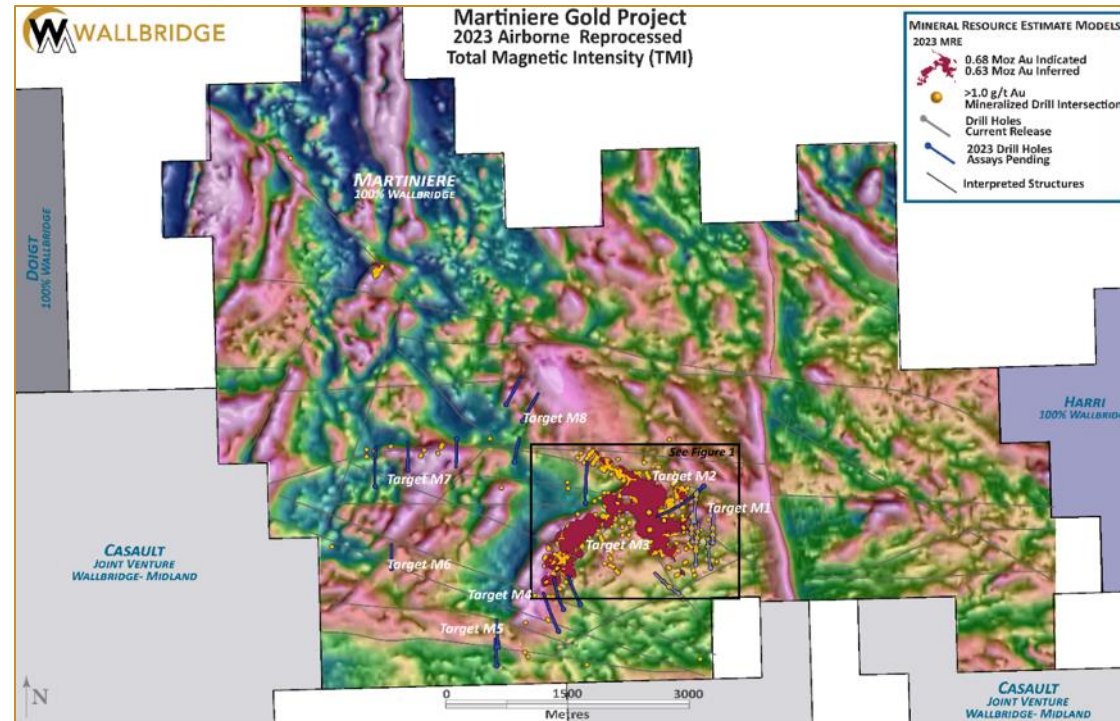 WALLBRIDGE
Martiniere Gold Project
2023 Airborne Reprocessed
Total Magnetic Intensity (TMI)
MINERAL RESOURCE ESTIMATE MODELS
2023 MRE
0.68 Moz Au Indicated
0.63 Moz Au Inferred
>1.0 g/t Au
Mineralized Drill Intersection
Drill Holes
Current Release
2023 Drill Holes
Assays Pending
Interpreted Structures
MARTINIERE
100% WALLBRIDGE
DOIGT
100% WALLBRIDGE
HARRI
100% WALLBRIDG
Target M8
See Figure 1
Target M7
Target M2
Target M1
Target M3
Target M6
Target M4
Target M5
CASAULT
JOINT VENTURE
WALLBRIDGE- MIDLAND
CASAULT
JOINT VENTURE
WALLBRIDGE- MIDLAND
N
0 1500 3000
Metres